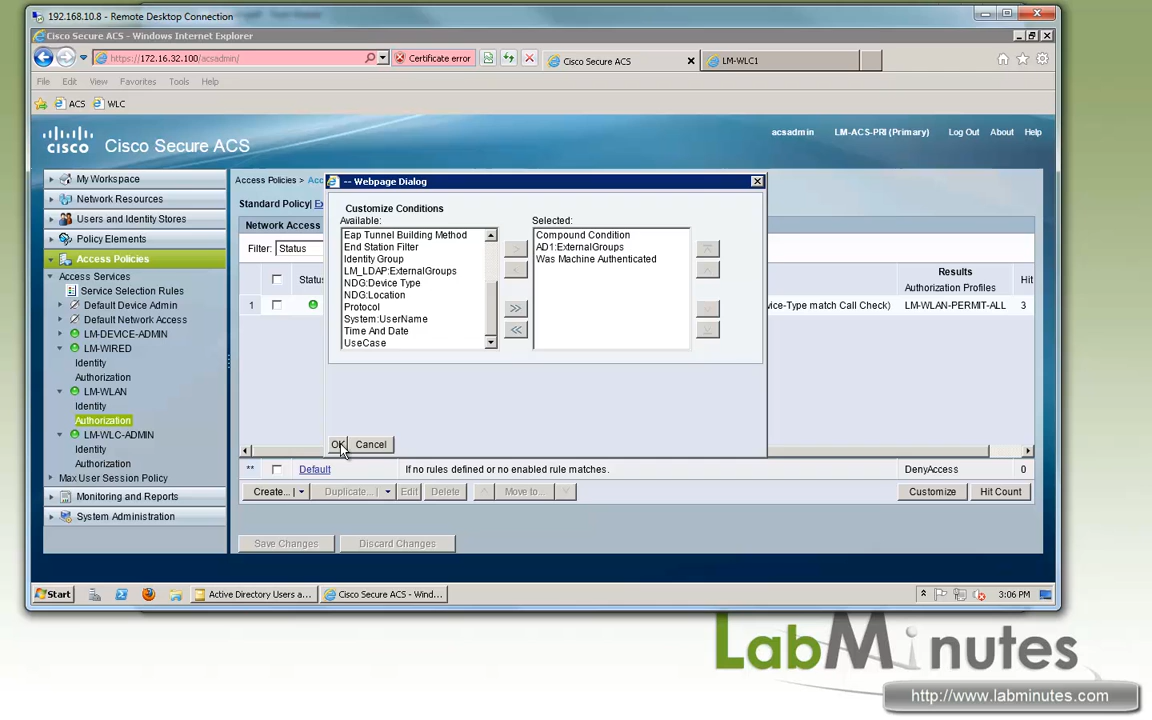 192.168.10.8 - Remote Desktop Connection
Cisco Secure ACS - Windows Internet Explorer
https://172.16.32.100/acsadmin/
Certificate error
Cisco Secure ACS
LM-WLC1
File Edit View Favorites Tools Help
ACS WLC
CISCO Cisco Secure ACS
acsadmin LM-ACS-PRI (Primary) Log Out About Help
My Workspace
Network Resources
Users and Identity Stores
Policy Elements
Access Policies
Access Services
Service Selection Rules
Default Device Admin
Default Network Access
LM-DEVICE-ADMIN
LM-WIRED
Identity
Authorization
LM-WLAN
Identity
Authorization
LM-WLC-ADMIN
Identity
Authorization
Max User Session Policy
Monitoring and Reports
System Administration
Access Policies >
Standard Policy|
Network Access
Filter: Status
Status
1
-- Webpage Dialog
Customize Conditions
Available:
Eap Tunnel Building Method
End Station Filter
Identity Group
LM_LDAP:ExternalGroups
NDG:Device Type
NDG:Location
Protocol
System:UserName
Time And Date
UseCase
> < >> <<
Selected:
Compound Condition
AD1:ExternalGroups
Was Machine Authenticated
OK Cancel
Results
Authorization Profiles
Hit
ce-Type match Call Check) LM-WLAN-PERMIT-ALL 3
** Default If no rules defined or no enabled rule matches. DenyAccess 0
Create... | Duplicate... | Edit Delete Move to... Customize Hit Count
Save Changes Discard Changes
Start Active Directory Users a... Cisco Secure ACS - Wind... 3:06 PM
LabMinutes
http://www.labminutes.com